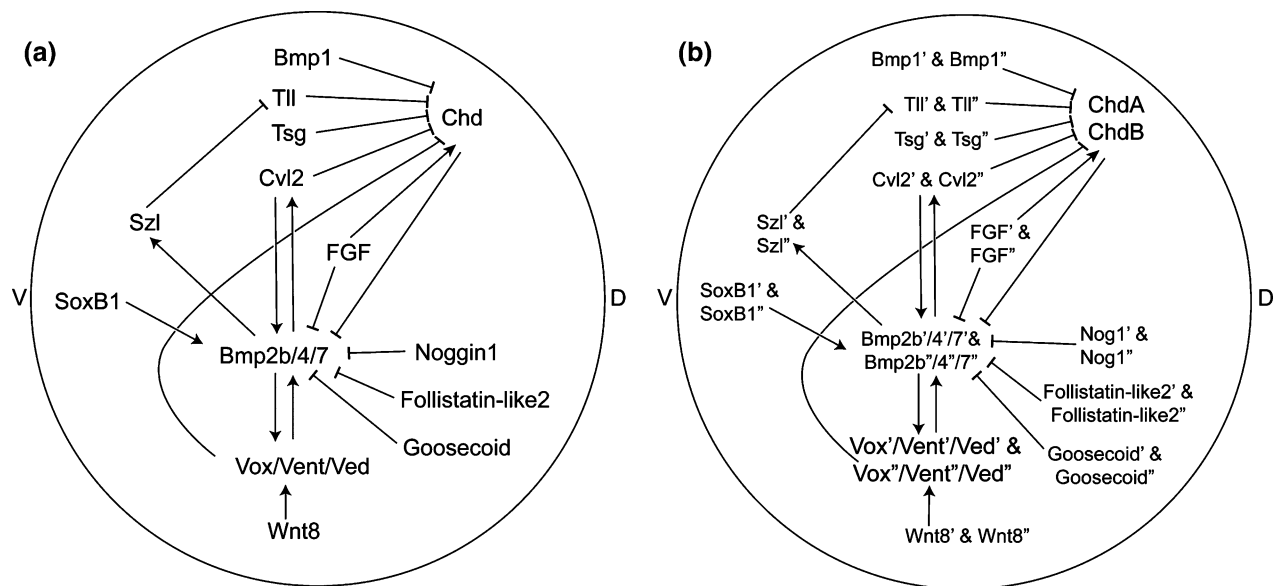 (a)
Bmp1
Tll
Chd
Tsg
Cvl2
Szl
FGF
V
SoxB1
D
Bmp2b/4/7
Noggin1
Follistatin-like2
Goosecoid
Vox/Vent/Ved
Wnt8
(b)
Bmp1’ & Bmp1”
Tll’ & Tll”
ChdA
ChdB
Tsg’ & Tsg”
Cvl2’ & Cvl2”
Szl’ &
Szl”
FGF’ &
FGF”
V
SoxB1’ &
SoxB1”
D
Bmp2b’/4’/7’&
Bmp2b”/4”/7”
Nog1’ &
Nog1”
Follistatin-like2’ &
Follistatin-like2”
Vox’/Vent’/Ved’ &
Vox”/Vent”/Ved”
Goosecoid’ &
Goosecoid”
Wnt8’ & Wnt8”